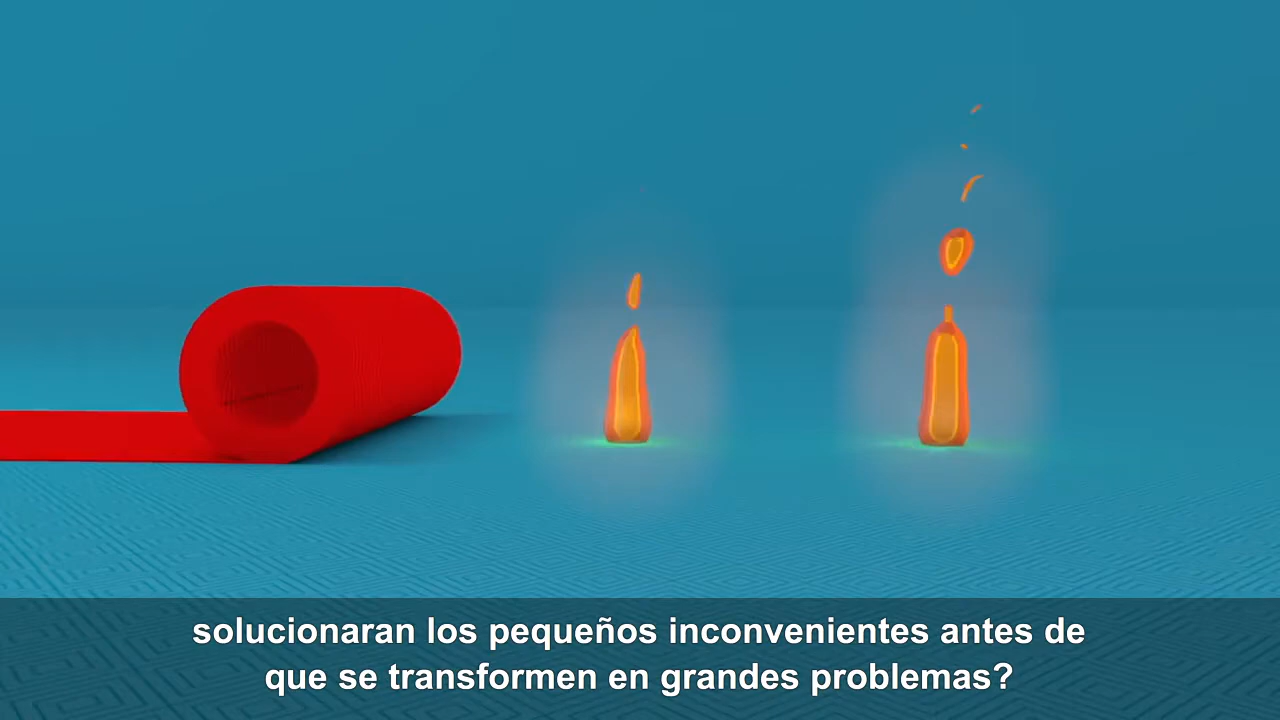 solucionaran los pequeños inconvenientes antes de
que se transformen en grandes problemas?